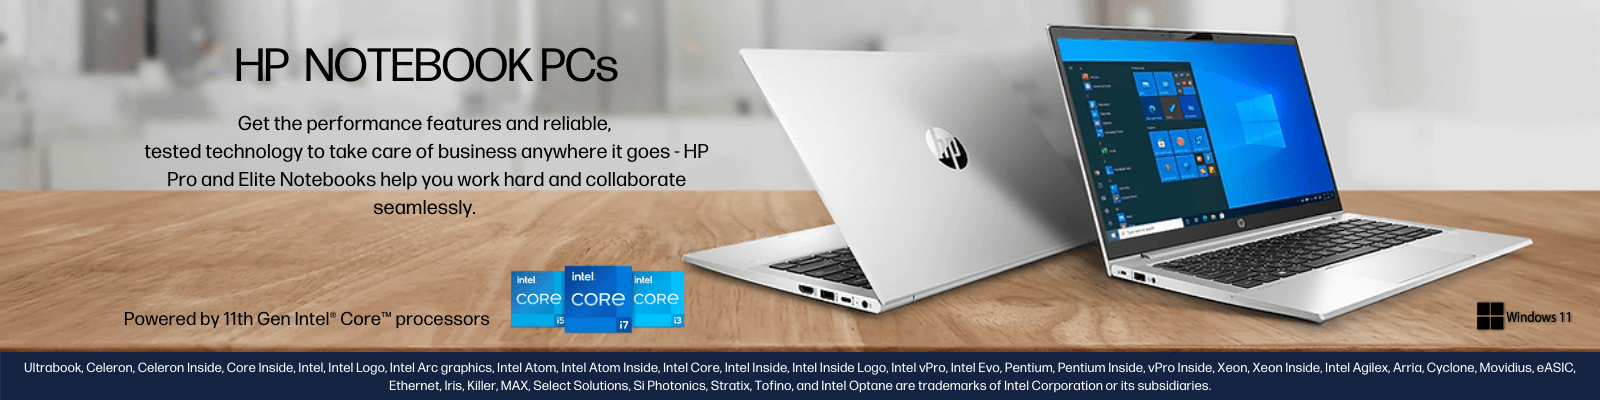 HP NOTEBOOK PCs
Get the performance features and reliable,
tested technology to take care of business anywhere it goes - HP
Pro and Elite Notebooks help you work hard and collaborate
seamlessly.
Powered by 11th Gen Intel® Core™ processors
intel.
CORE
i5
intel.
CORE
i7
intel
CORE
i3
hp
Windows 11
Ultrabook, Celeron, Celeron Inside, Core Inside, Intel, Intel Logo, Intel Arc graphics, Intel Atom, Intel Atom Inside, Intel Core, Intel Inside, Intel Inside Logo, Intel vPro, Intel Evo, Pentium, Pentium Inside, vPro Inside, Xeon, Xeon Inside, Intel Agilex, Arria, Cyclone, Movidius, eASIC,
Ethernet, Iris, Killer, MAX, Select Solutions, Si Photonics, Stratix, Tofino, and Intel Optane are trademarks of Intel Corporation or its subsidiaries.